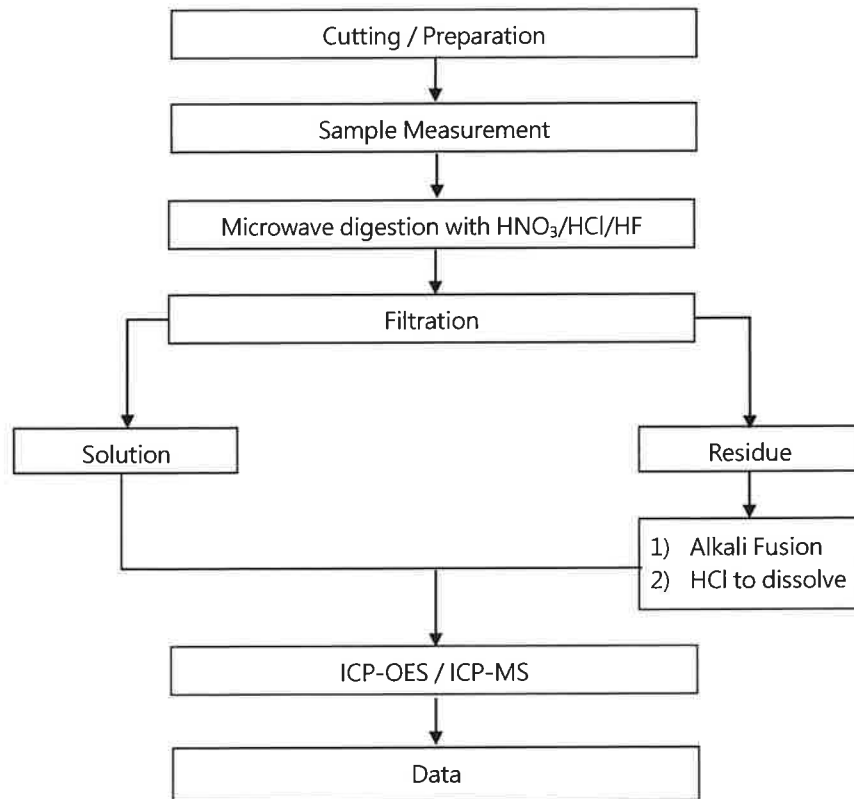 Cutting / Preparation
Sample Measurement
Microwave digestion with HNO₃/HCl/HF
Filtration
Solution
Residue
1) Alkali Fusion
2) HCl to dissolve
ICP-OES / ICP-MS
Data